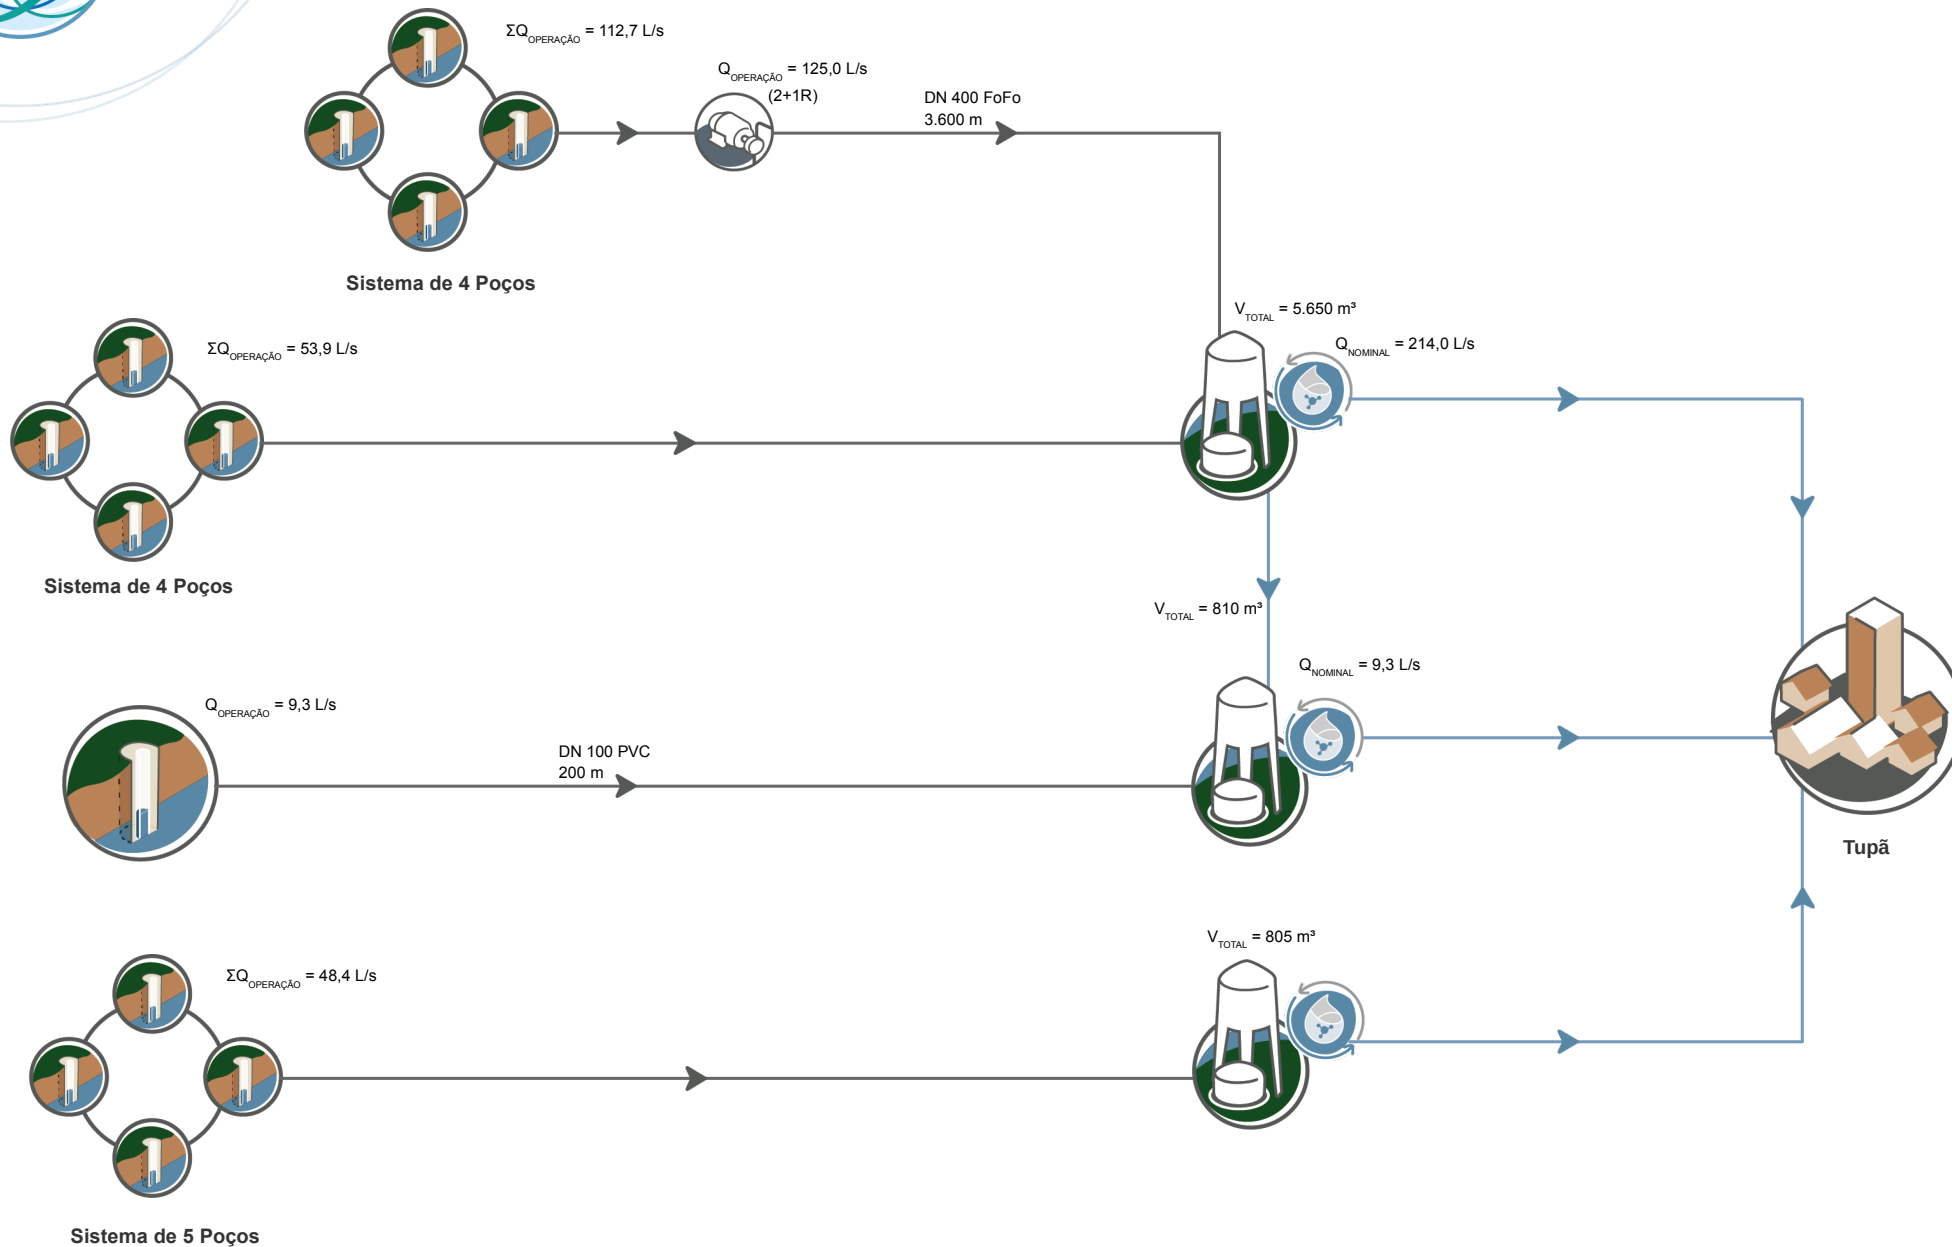 ΣQOPERAÇÃO = 112,7 L/s
QOPERAÇÃO = 125,0 L/s
(2+1R)
DN 400 FoFo
3.600 m
Sistema de 4 Poços
VTOTAL = 5.650 m³
QNOMINAL = 214,0 L/s
ΣQOPERAÇÃO = 53,9 L/s
Sistema de 4 Poços
VTOTAL = 810 m³
QNOMINAL = 9,3 L/s
QOPERAÇÃO = 9,3 L/s
DN 100 PVC
200 m
Tupã
VTOTAL = 805 m³
ΣQOPERAÇÃO = 48,4 L/s
Sistema de 5 Poços